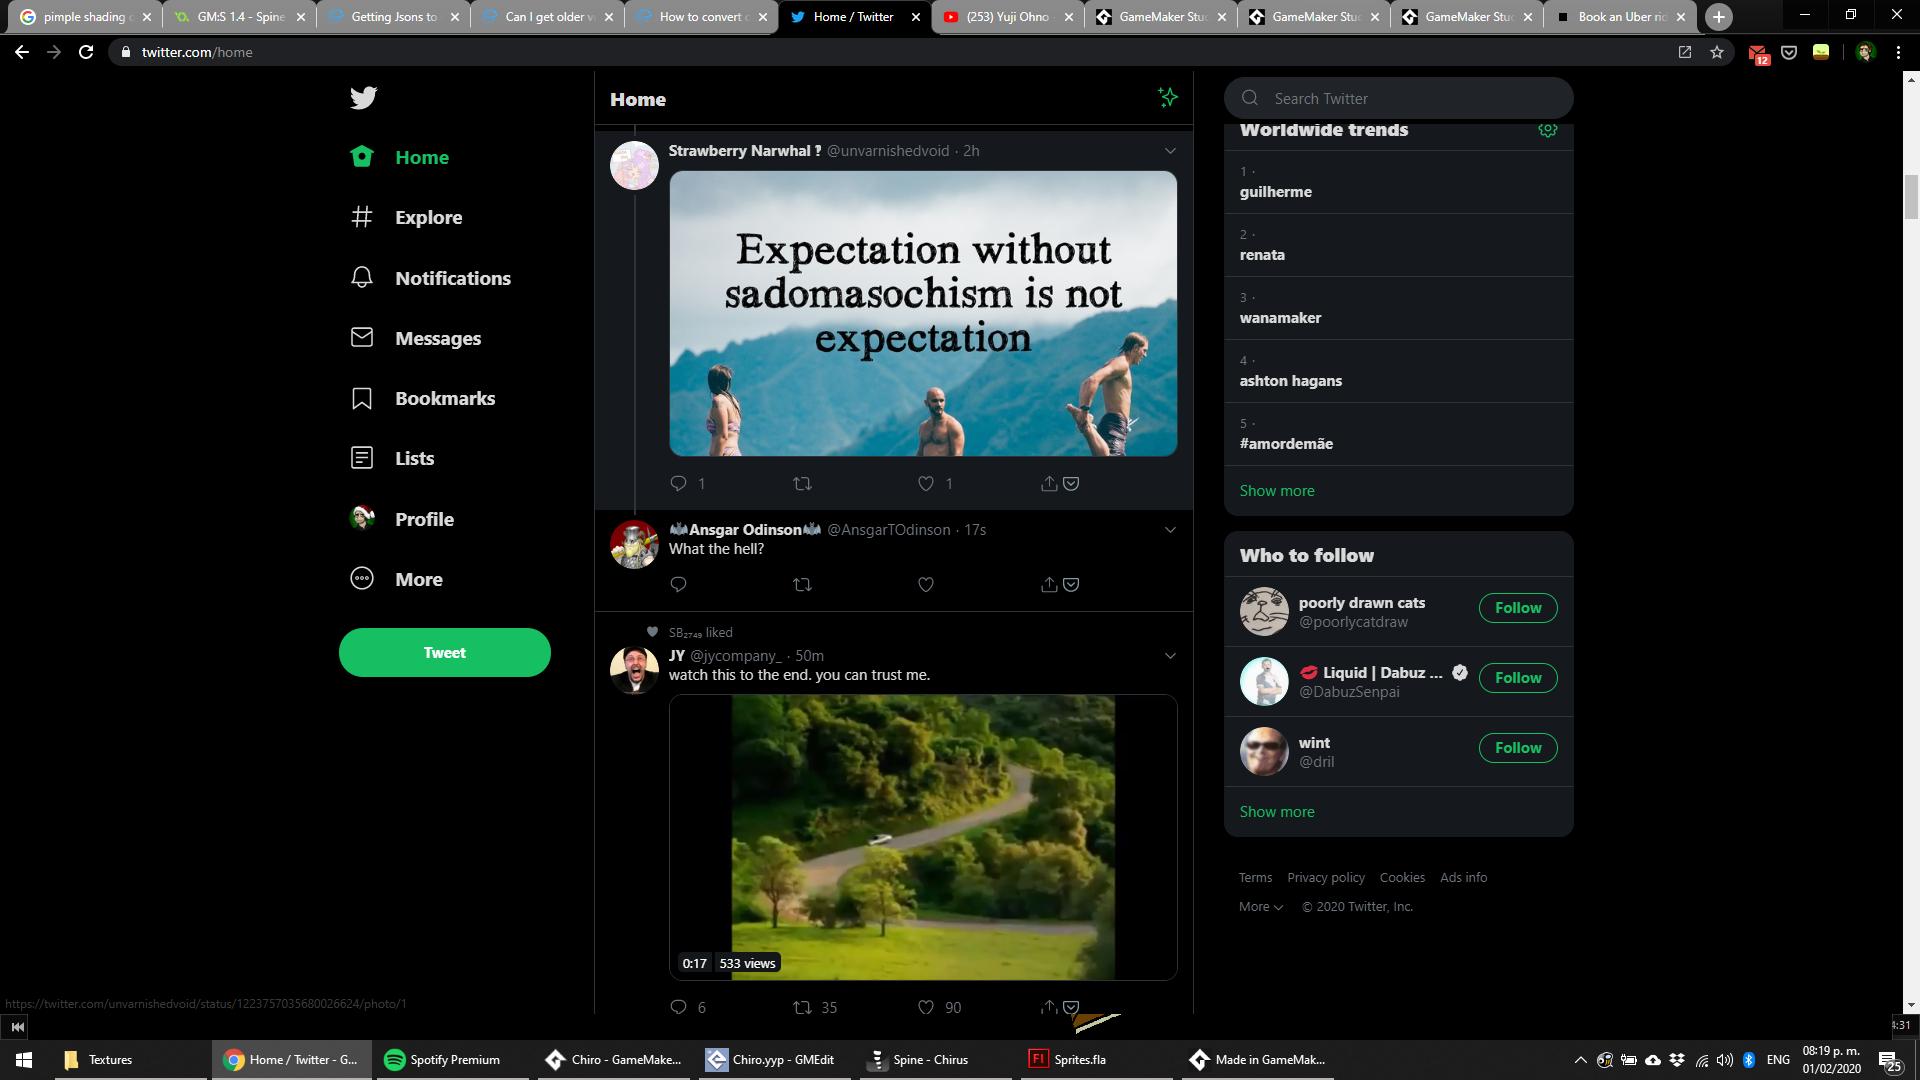 pimple shading
GM:S 1.4 - Spine
Getting Jsons to
Can I get older v
How to convert
Home / Twitter
(253) Yuji Ohno -
GameMaker Stu
GameMaker Stu
GameMaker Stu
Book an Uber ri
twitter.com/home
12
Home
Explore
Notifications
Messages
Bookmarks
Lists
Profile
More
Tweet
Home
Strawberry Narwhal ? @unvarnishedvoid · 2h
Expectation without
sadomasochism is not
expectation
1
1
🦇Ansgar Odinson🦇 @AnsgarTOdinson · 17s
What the hell?
SB₂₇₄₉ liked
JY @jycompany_ · 50m
watch this to the end. you can trust me.
0:17 533 views
6 35 90
Search Twitter
Worldwide trends
1 ·
guilherme
2 ·
renata
3 ·
wanamaker
4 ·
ashton hagans
5 ·
#amordemãe
Show more
Who to follow
poorly drawn cats
@poorlycatdraw
Follow
💋 Liquid | Dabuz ...
@DabuzSenpai
Follow
wint
@dril
Follow
Show more
Terms Privacy policy Cookies Ads info
More © 2020 Twitter, Inc.
https://twitter.com/unvarnishedvoid/status/1223757035680026624/photo/1
4:31
Textures
Home / Twitter - G...
Spotify Premium
Chiro - GameMake...
Chiro.yyp - GMEdit
Spine - Chirus
Fl Sprites.fla
Made in GameMak...
ENG
08:19 p. m.
01/02/2020
25